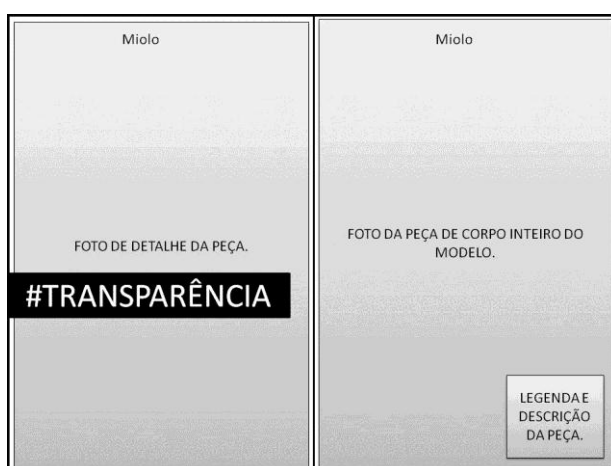 Miolo
FOTO DE DETALHE DA PEÇA.
#TRANSPARÊNCIA
Miolo
FOTO DA PEÇA DE CORPO INTEIRO DO
MODELO.
LEGENDA E
DESCRIÇÃO
DA PEÇA.